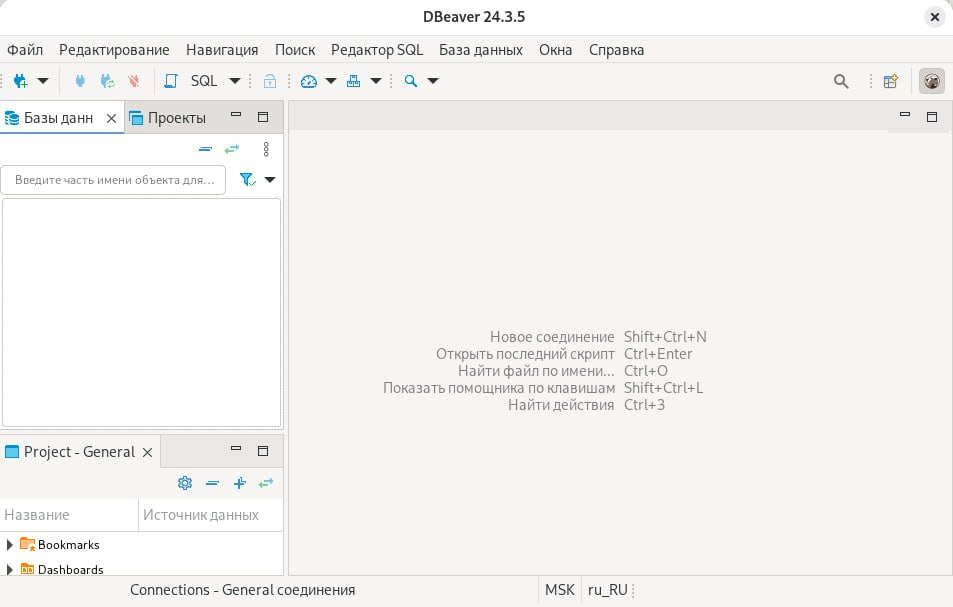 DBeaver 24.3.5
Файл Редактирование Навигация Поиск Редактор SQL База данных Окна Справка
SQL
Базы данн Проекты
Введите часть имени объекта для...
Новое соединение Shift+Ctrl+N
Открыть последний скрипт Ctrl+Enter
Найти файл по имени... Ctrl+O
Показать помощника по клавишам Shift+Ctrl+L
Найти действия Ctrl+3
Project - General
Название Источник данных
Bookmarks
Dashboards
Connections - General соединения MSK ru_RU